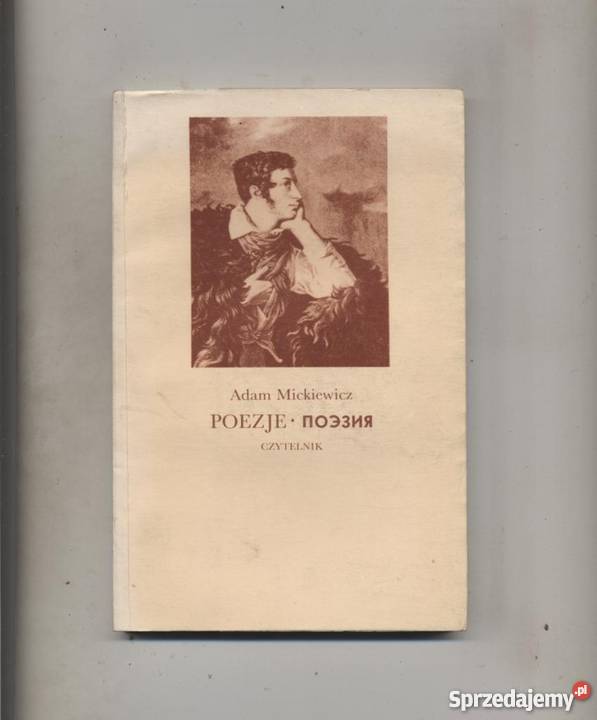 Adam Mickiewicz
POEZJE · ПОЭЗИЯ
CZYTELNIK
Sprzedajemy.pl